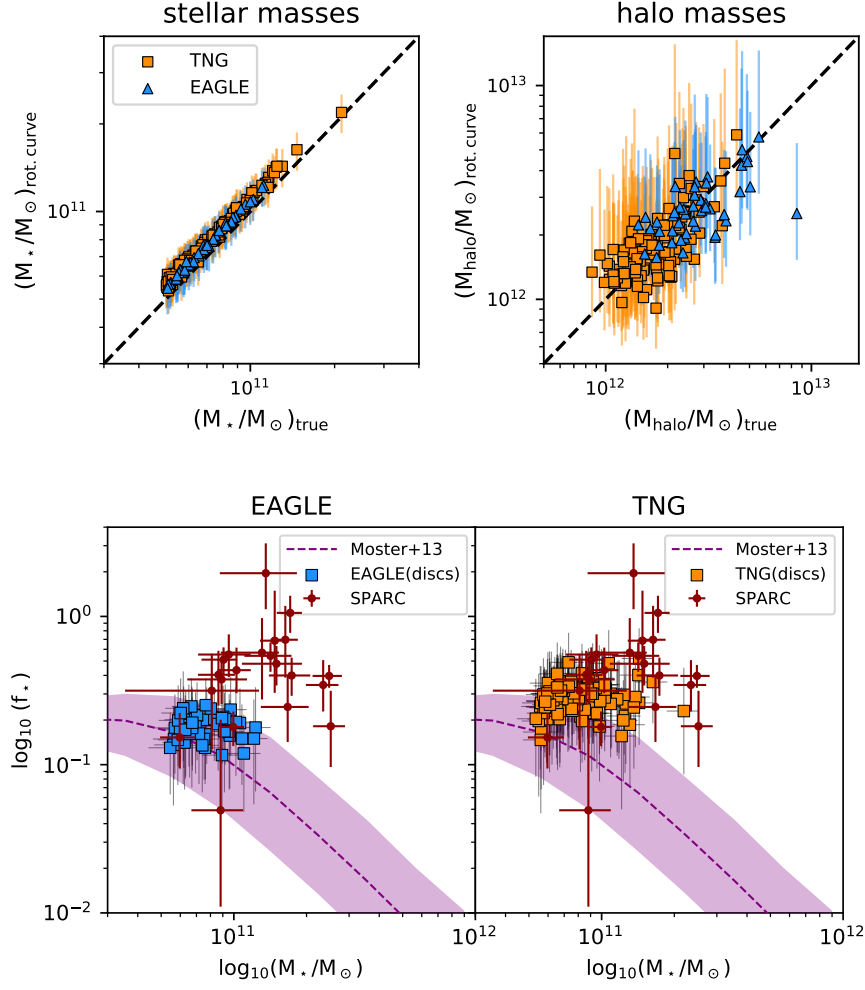 stellar masses
halo masses
TNG
EAGLE
(M⋆/M⊙)rot. curve
10¹¹
10¹¹
(M⋆/M⊙)true
(Mhalo/M⊙)rot. curve
10¹³
10¹²
10¹²
10¹³
(Mhalo/M⊙)true
EAGLE
TNG
Moster+13
EAGLE(discs)
SPARC
Moster+13
TNG(discs)
SPARC
log₁₀(f⋆)
10⁰
10⁻¹
10⁻²
10¹¹
10¹²
10¹¹
10¹²
log₁₀(M⋆/M⊙)
log₁₀(M⋆/M⊙)